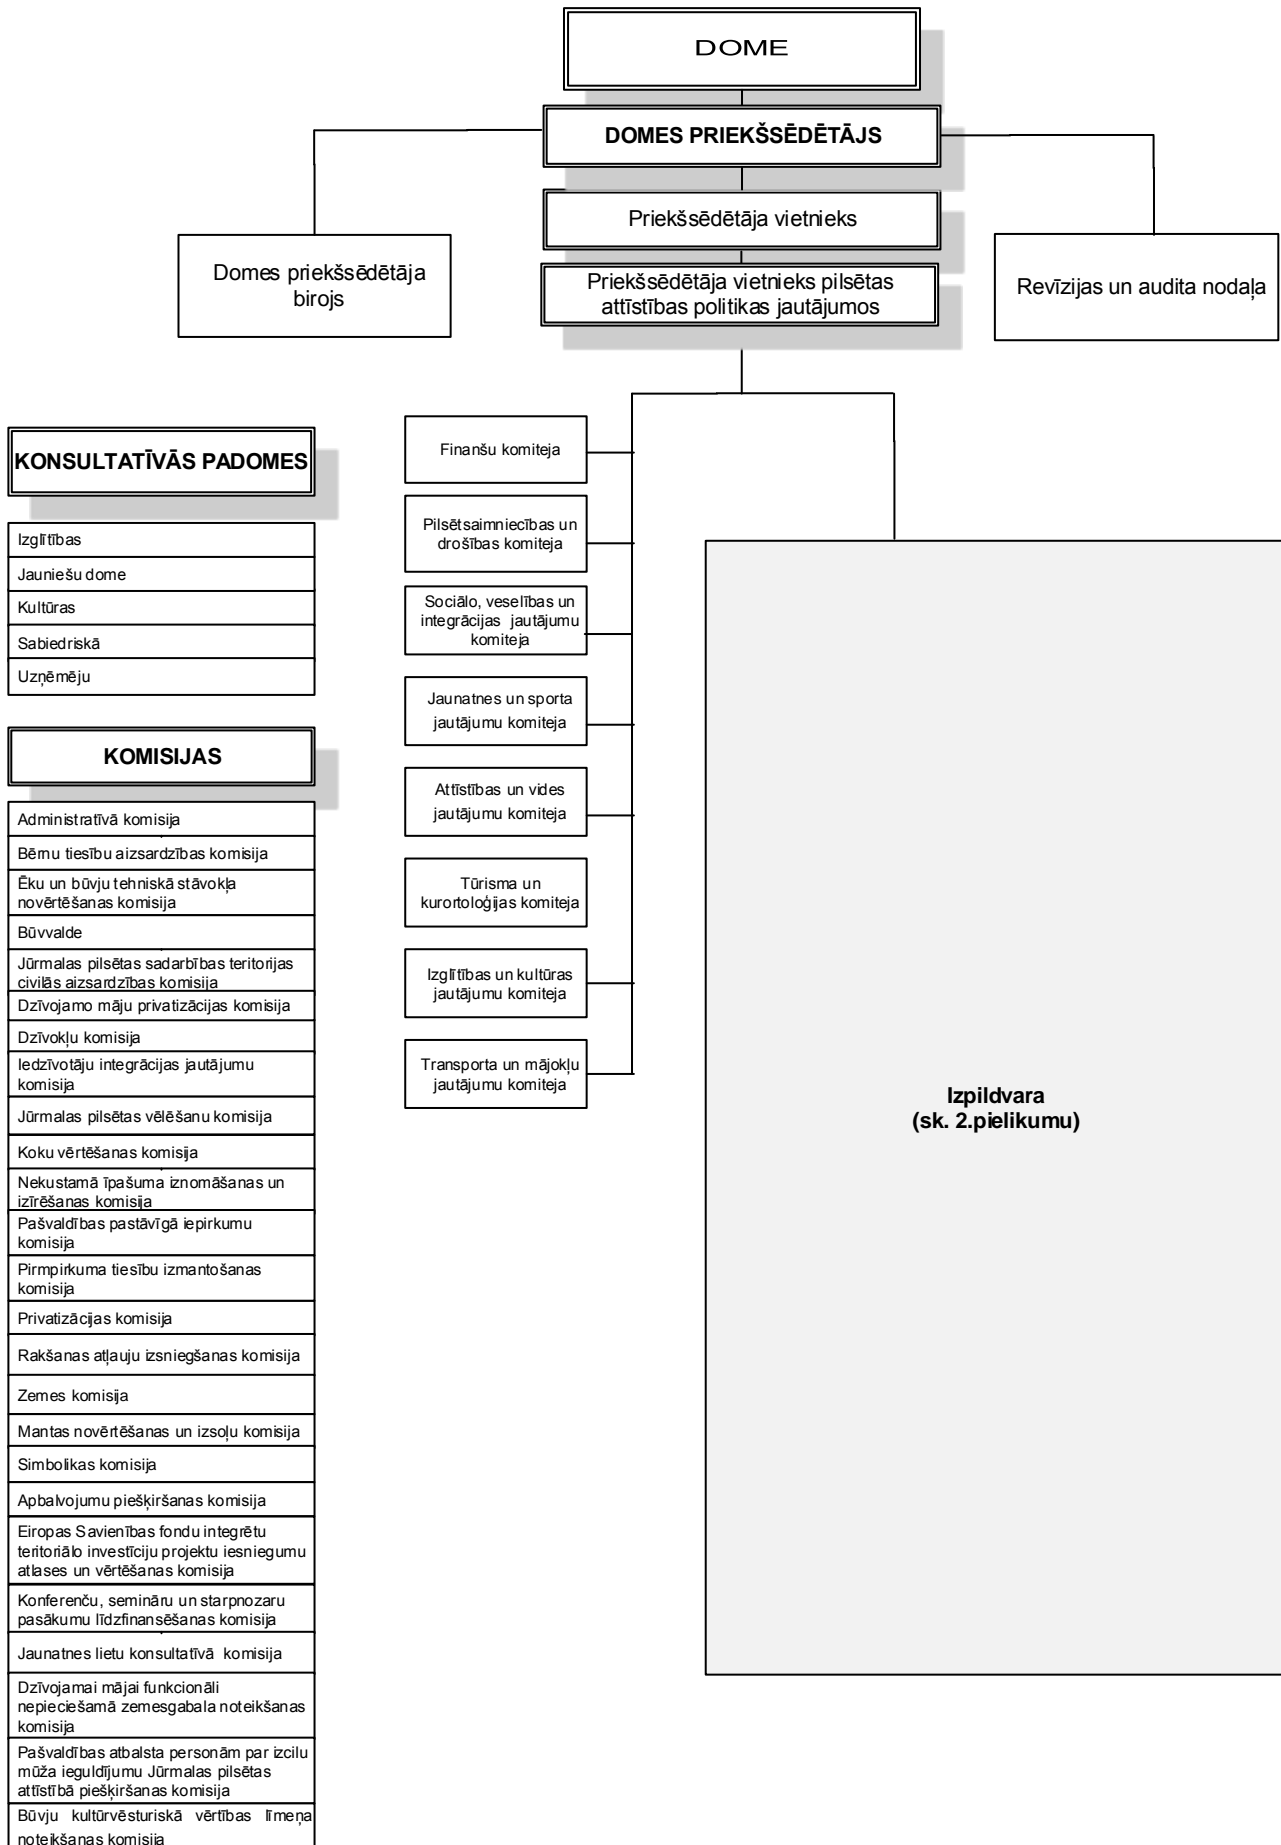 DOME
DOMES PRIEKŠSĒDĒTĀJS
Priekšsēdētāja vietnieks
Priekšsēdētāja vietnieks pilsētas
attīstības politikas jautājumos
Domes priekšsēdētāja
birojs
Revīzijas un audita nodaļa
KONSULTATĪVĀS PADOMES
Izglītības
Jauniešu dome
Kultūras
Sabiedriskā
Uzņēmēju
KOMISIJAS
Administratīvā komisija
Bērnu tiesību aizsardzības komisija
Ēku un būvju tehniskā stāvokļa
novērtēšanas komisija
Būvvalde
Jūrmalas pilsētas sadarbības teritorijas
civilās aizsardzības komisija
Dzīvojamo māju privatizācijas komisija
Dzīvokļu komisija
Iedzīvotāju integrācijas jautājumu
komisija
Jūrmalas pilsētas vēlēšanu komisija
Koku vērtēšanas komisija
Nekustamā īpašuma iznomāšanas un
izīrēšanas komisija
Pašvaldības pastāvīgā iepirkumu
komisija
Pirmpirkuma tiesību izmantošanas
komisija
Privatizācijas komisija
Rakšanas atļauju izsniegšanas komisija
Zemes komisija
Mantas novērtēšanas un izsoļu komisija
Simbolikas komisija
Apbalvojumu piešķiršanas komisija
Eiropas Savienības fondu integrētu
teritoriālo investīciju projektu iesniegumu
atlases un vērtēšanas komisija
Konferenču, semināru un starpnozaru
pasākumu līdzfinansēšanas komisija
Jaunatnes lietu konsultatīvā komisija
Dzīvojamai mājai funkcionāli
nepieciešamā zemesgabala noteikšanas
komisija
Pašvaldības atbalsta personām par izcilu
mūža ieguldījumu Jūrmalas pilsētas
attīstībā piešķiršanas komisija
Būvju kultūrvēsturiskā vērtības līmeņa
noteikšanas komisija
Finanšu komiteja
Pilsētsaimniecības un
drošības komiteja
Sociālo, veselības un
integrācijas jautājumu
komiteja
Jaunatnes un sporta
jautājumu komiteja
Attīstības un vides
jautājumu komiteja
Tūrisma un
kurortoloģijas komiteja
Izglītības un kultūras
jautājumu komiteja
Transporta un mājokļu
jautājumu komiteja
Izpildvara
(sk. 2.pielikumu)